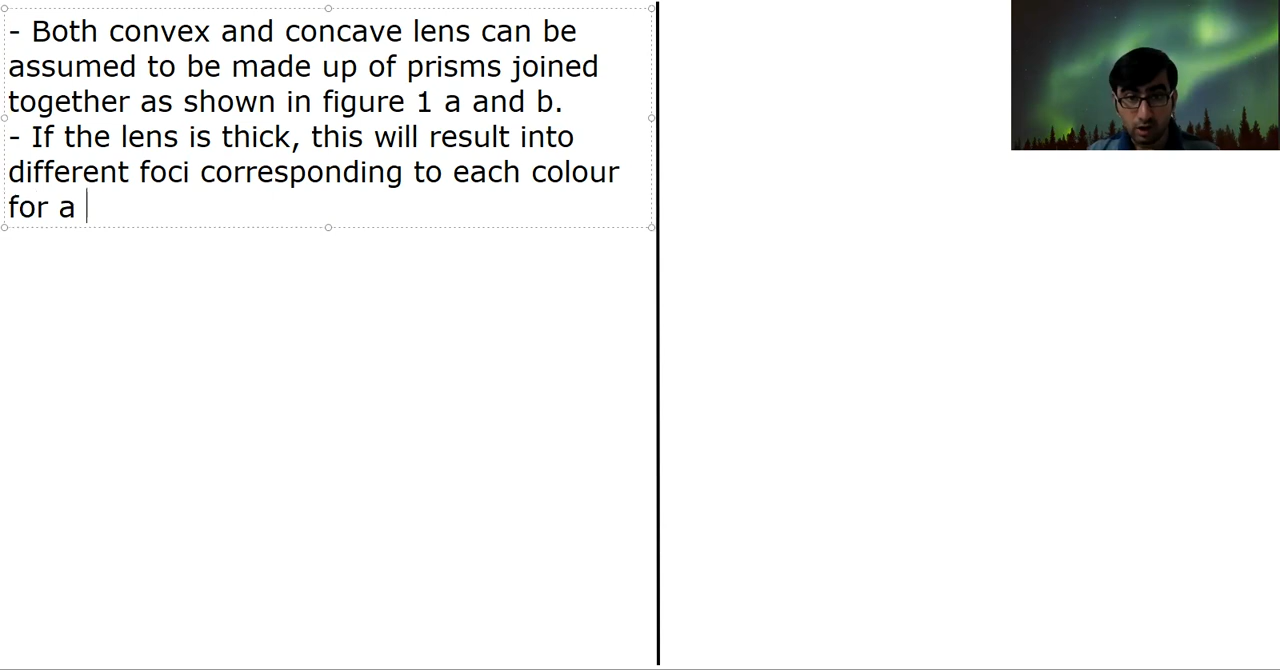 - Both convex and concave lens can be
assumed to be made up of prisms joined
together as shown in figure 1 a and b.
- If the lens is thick, this will result into
different foci corresponding to each colour
for a